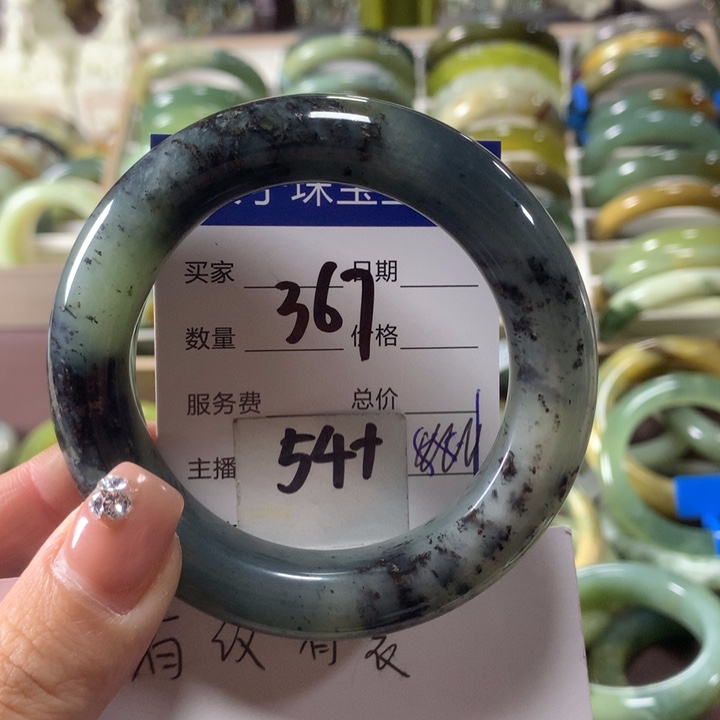 珠宝
买家 367 日期
数量 价格
服务费 总价
主播 54+
有纹有衣